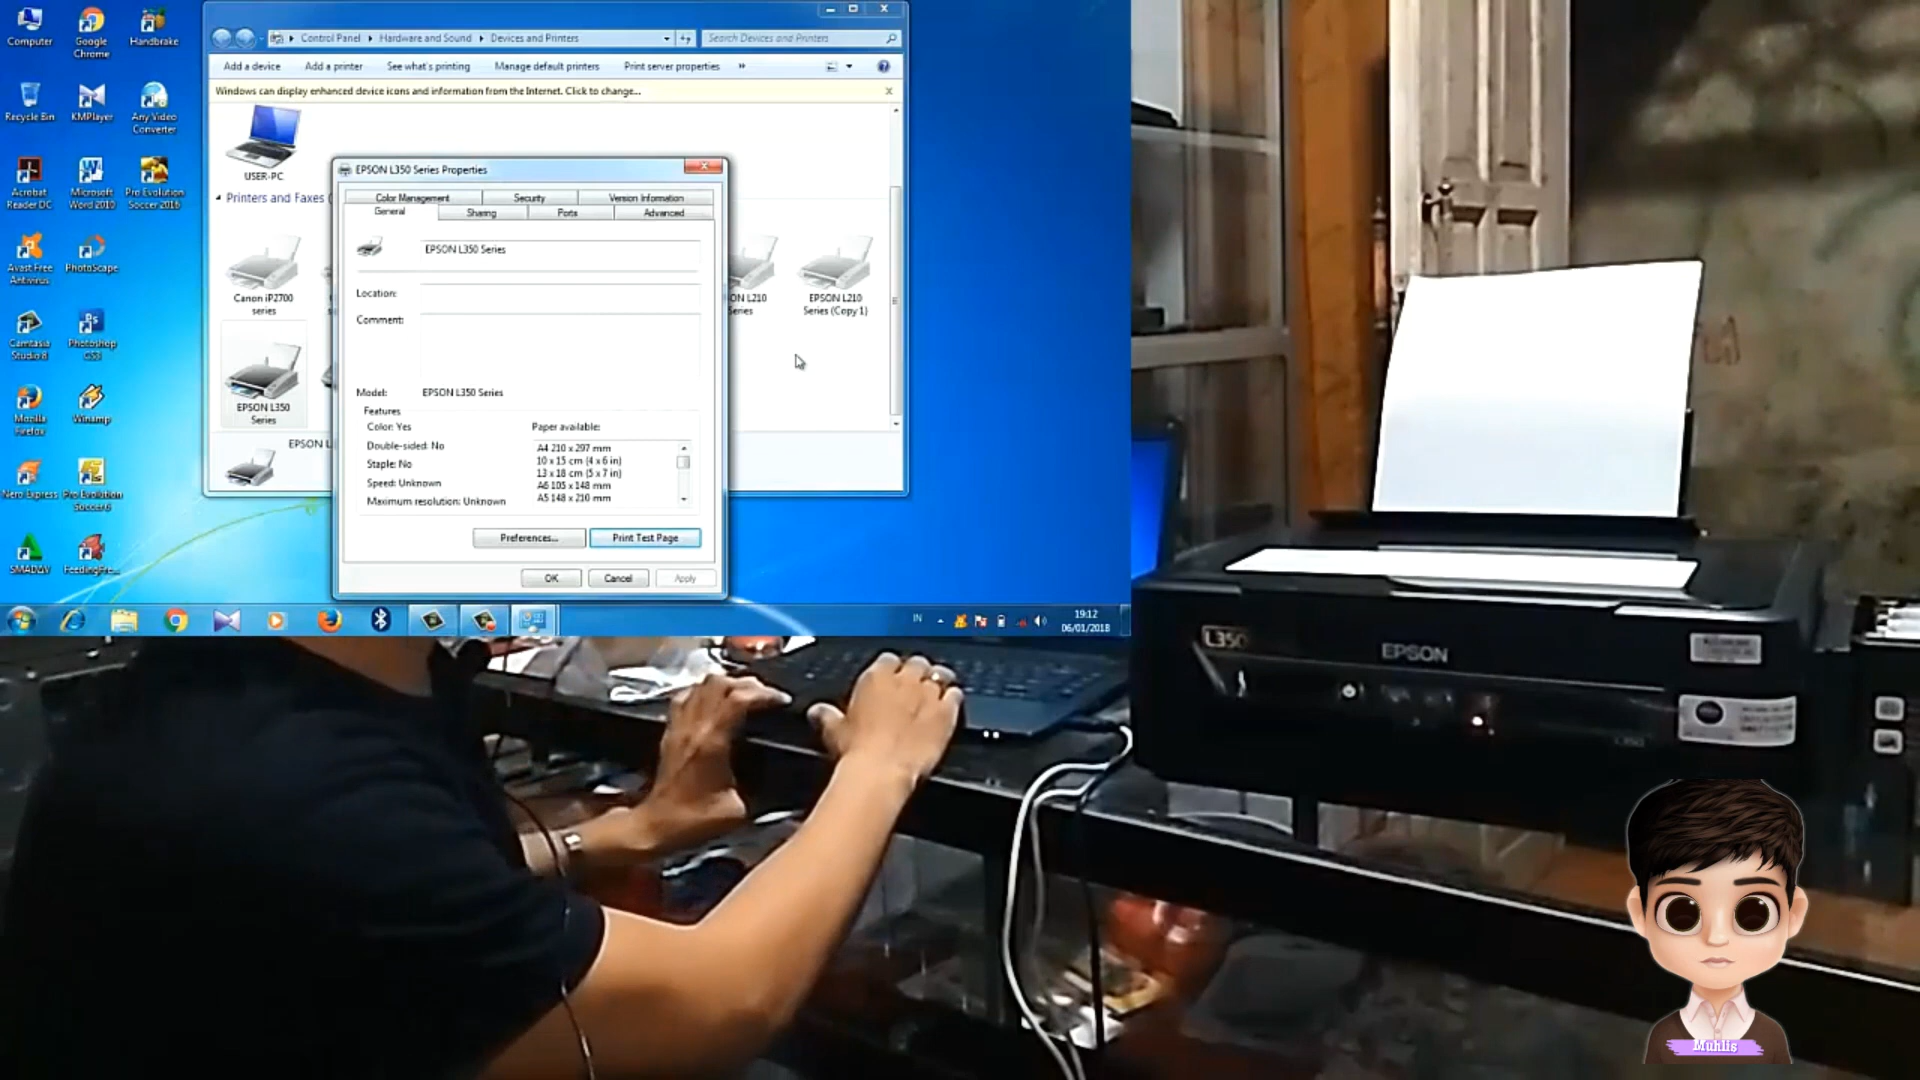 Computer
Google
Chrome
Handbrake
Recycle Bin
KMPlayer
Any Video
Converter
Acrobat
Reader DC
Microsoft
Word 2010
Pro Evolution
Soccer 2016
Avast Free
Antivirus
PhotoScape
Camtasia
Studio 8
Photoshop
CS3
Mozilla
Firefox
Winamp
Nero Express
Pro Evolution
Soccer 6
SMADAV
FeedingFre...
Control Panel
Hardware and Sound
Devices and Printers
Search Devices and Printers
Add a device
Add a printer
See what's printing
Manage default printers
Print server properties
»
Windows can display enhanced device icons and information from the Internet. Click to change...
USER-PC
Printers and Faxes (
Canon iP2700
series
ON L210
Series
EPSON L210
Series (Copy 1)
EPSON L350
Series
EPSON L
EPSON L350 Series Properties
Color Management
Security
Version Information
General
Sharing
Ports
Advanced
EPSON L350 Series
Location:
Comment:
Model:
EPSON L350 Series
Features
Color: Yes
Paper available:
Double-sided: No
Staple: No
Speed: Unknown
Maximum resolution: Unknown
A4 210 x 297 mm
10 x 15 cm (4 x 6 in)
13 x 18 cm (5 x 7 in)
A6 105 x 148 mm
A5 148 x 210 mm
Preferences...
Print Test Page
OK
Cancel
Apply
IN
19:12
06/01/2018
L350
EPSON
Muhlis